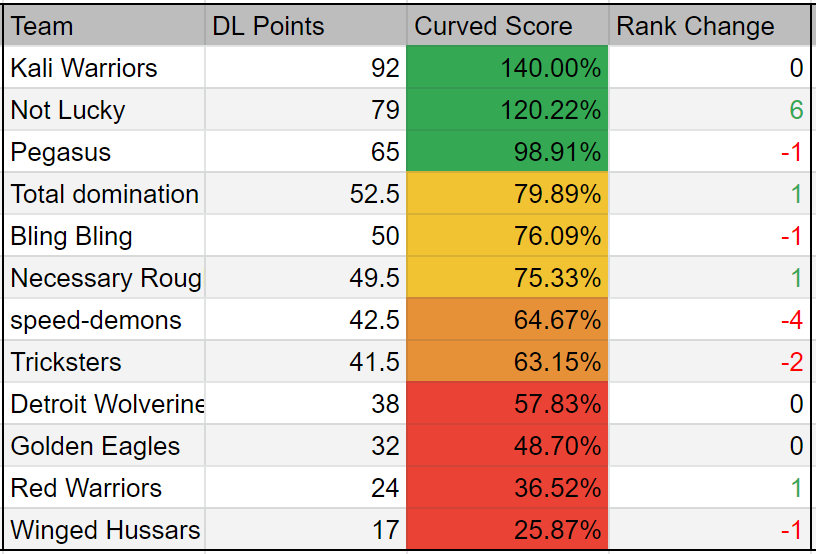 Team DL Points Curved Score Rank Change
Kali Warriors 92 140.00% 0
Not Lucky 79 120.22% 6
Pegasus 65 98.91% -1
Total domination 52.5 79.89% 1
Bling Bling 50 76.09% -1
Necessary Roug 49.5 75.33% 1
speed-demons 42.5 64.67% -4
Tricksters 41.5 63.15% -2
Detroit Wolverine 38 57.83% 0
Golden Eagles 32 48.70% 0
Red Warriors 24 36.52% 1
Winged Hussars 17 25.87% -1